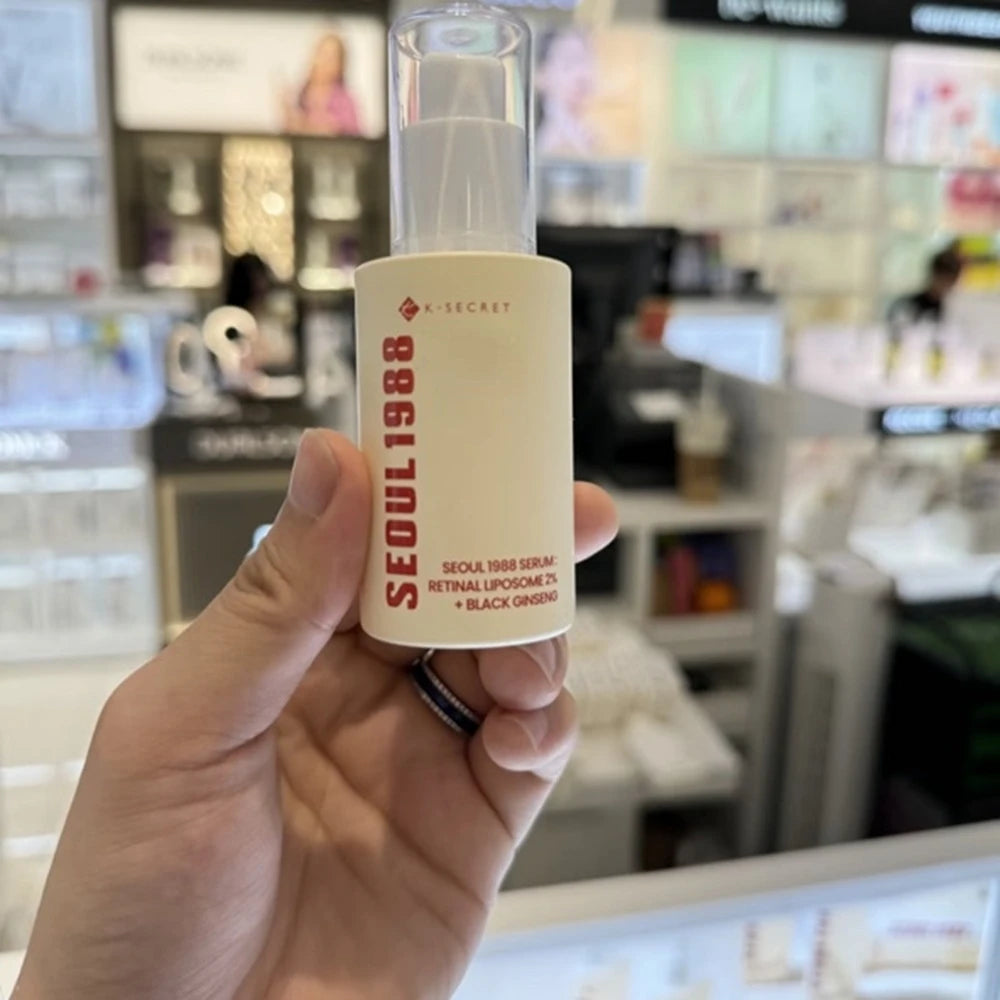 K-SECRET
SEOUL 1988
SEOUL 1988 SERUM:
RETINAL LIPOSOME 2%
+ BLACK GINSENG